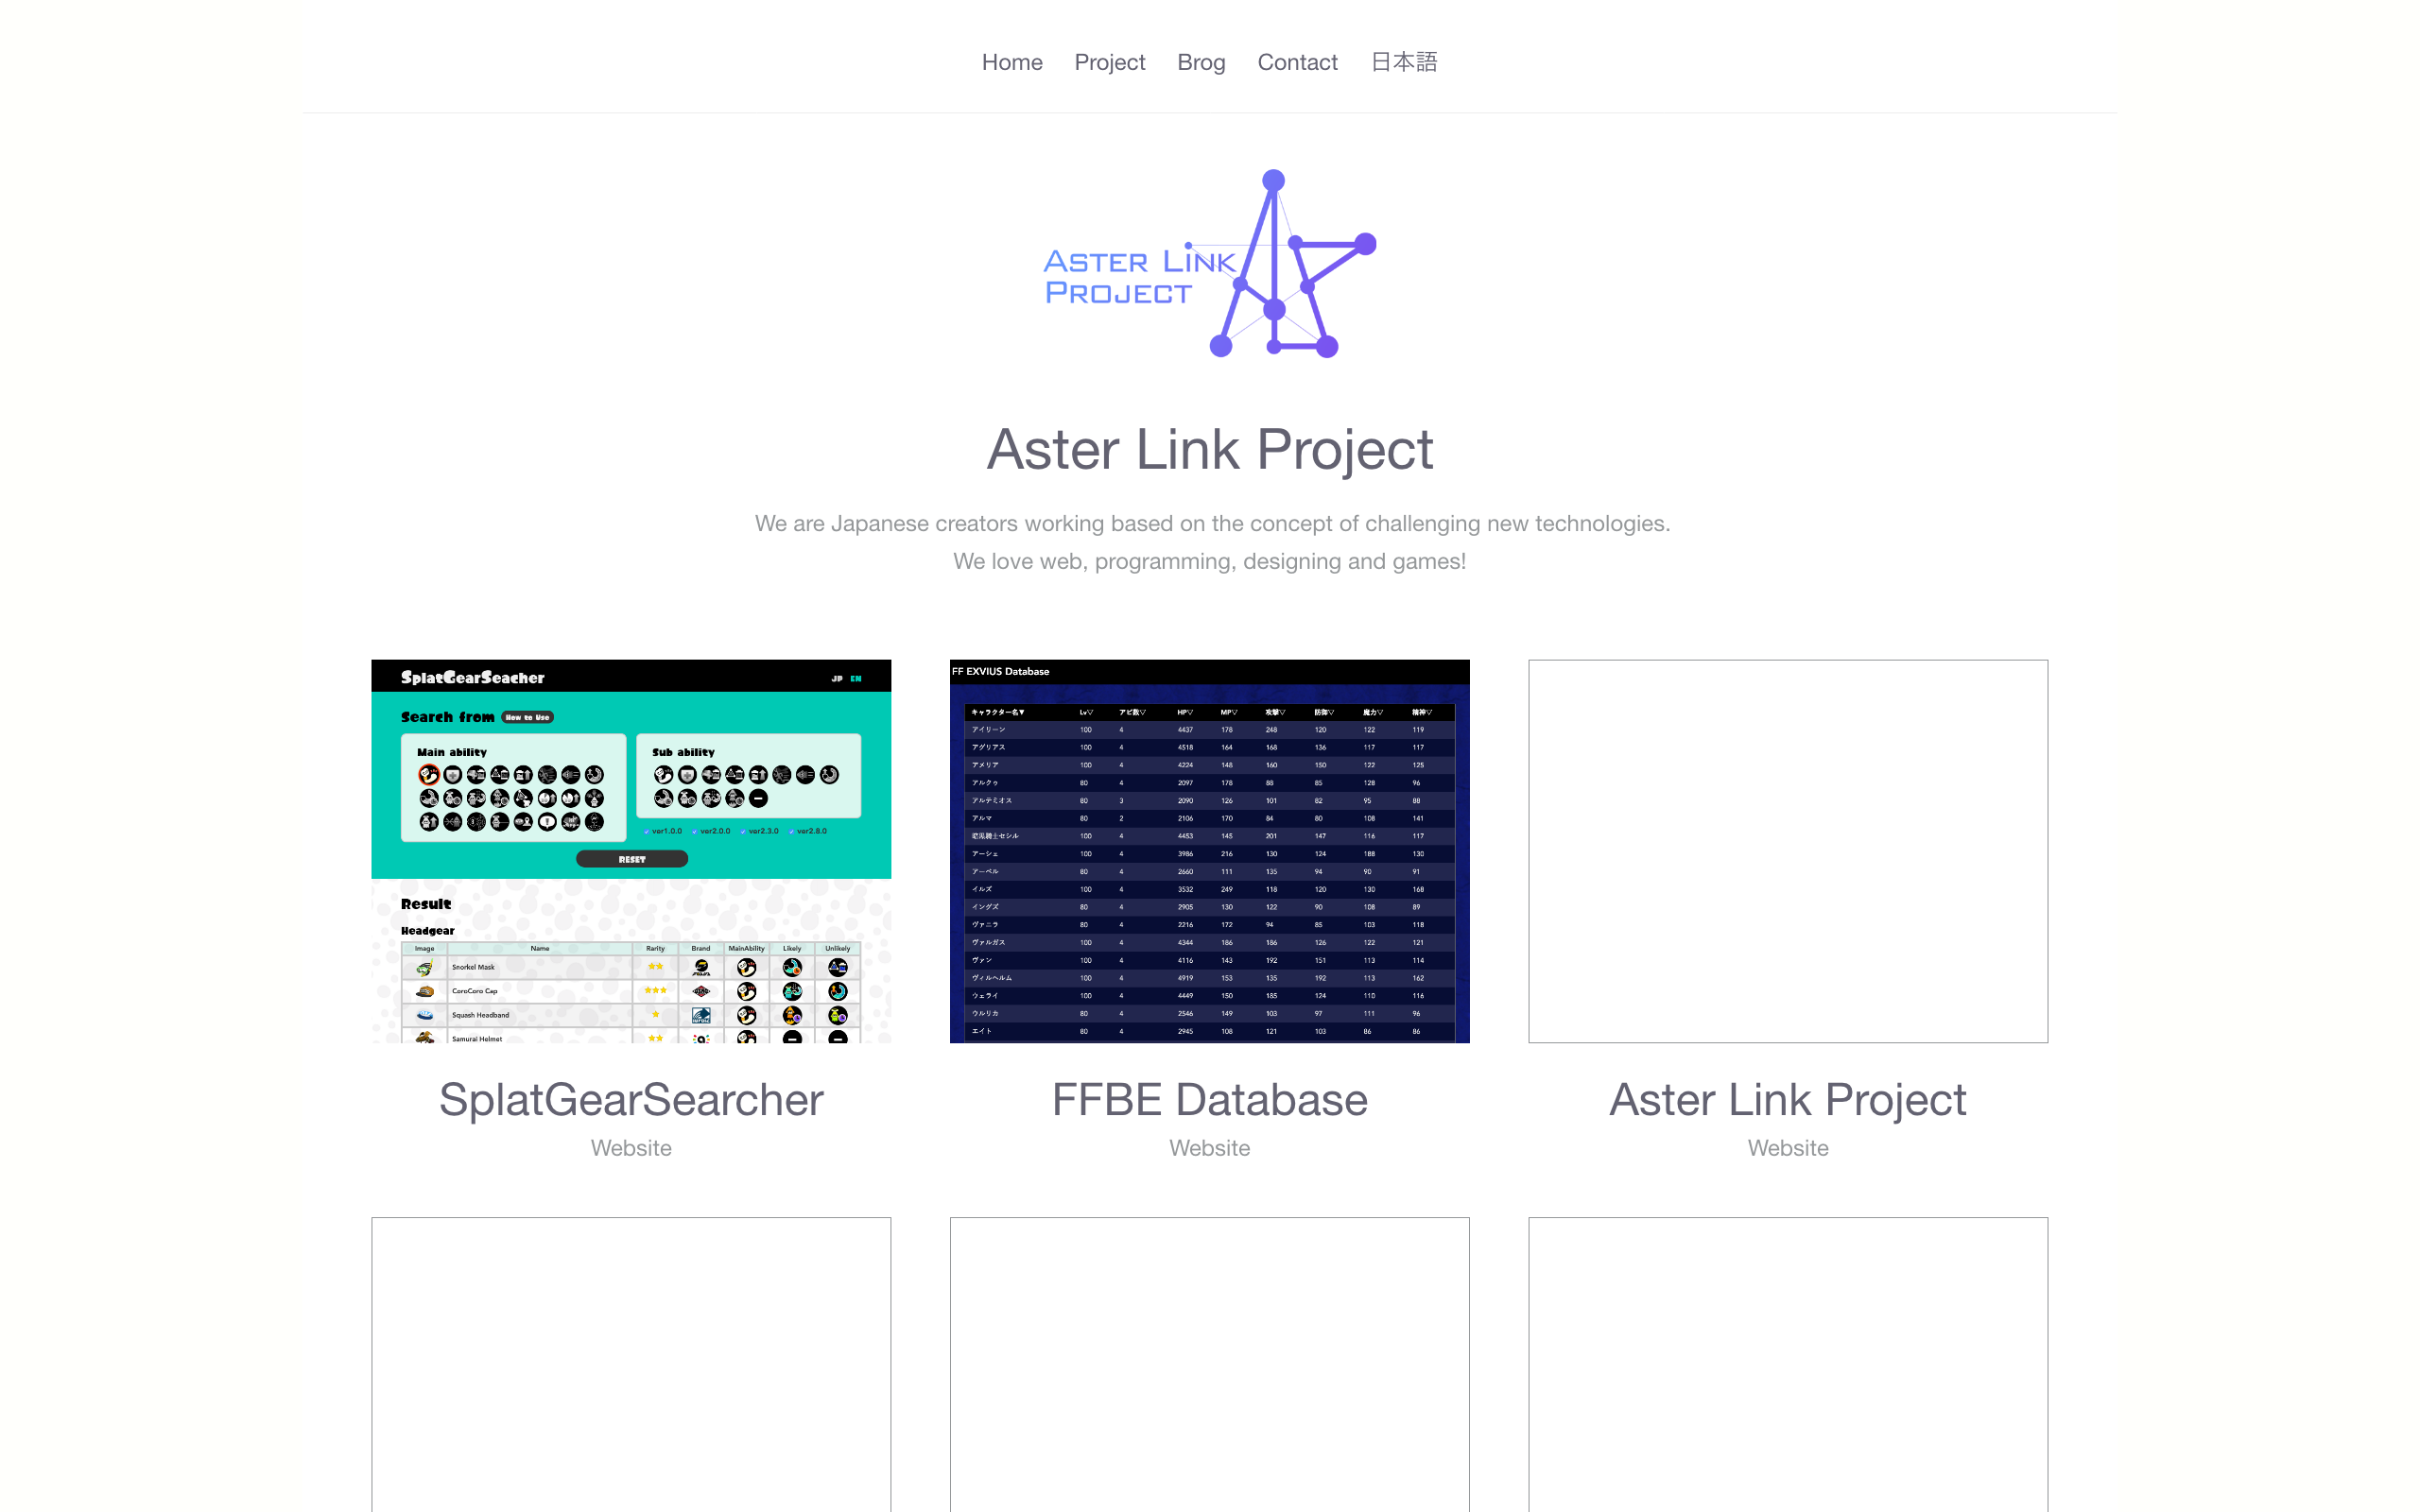 Home Project Brog Contact 日本語
ASTER LINK
PROJECT
Aster Link Project
We are Japanese creators working based on the concept of challenging new technologies.
We love web, programming, designing and games!
SplatGearSeacher JP EN
Search from How to Use
Main ability
Sub ability
ver1.0.0 ver2.0.0 ver2.3.0 ver2.8.0
RESET
Result
Headgear
Image Name Rarity Brand MainAbility Likely Unlikely
Snorkel Mask
CoroCoro Cap
Squash Headband
Samurai Helmet
FF EXVIUS Database
キャラクター名▼ Lv▽ アビ数▽ HP▽ MP▽ 攻撃▽ 防御▽ 魔力▽ 精神▽
アイリーン 100 4 4437 178 248 120 122 119
アグリアス 100 4 4518 164 168 136 117 117
アメリア 100 4 4224 148 160 150 122 125
アルクゥ 80 4 2097 178 88 85 128 96
アルテミオス 80 3 2090 126 101 82 95 88
アルマ 80 2 2106 170 84 80 108 141
暗黒騎士セシル 100 4 4453 145 201 147 116 117
アーシェ 100 4 3986 216 130 124 188 130
アーベル 80 4 2660 111 135 94 90 91
イルズ 100 4 3532 249 118 120 130 168
イングズ 80 4 2905 130 122 90 108 89
ヴァニラ 80 4 2216 172 94 85 103 118
ヴァルガス 100 4 4344 186 186 126 122 121
ヴァン 100 4 4116 143 192 151 113 114
ヴィルヘルム 100 4 4919 153 135 192 113 162
ウェライ 100 4 4449 150 185 124 110 116
ウルリカ 80 4 2546 149 103 97 111 96
エイト 80 4 2945 108 121 103 86 86
SplatGearSearcher
Website
FFBE Database
Website
Aster Link Project
Website